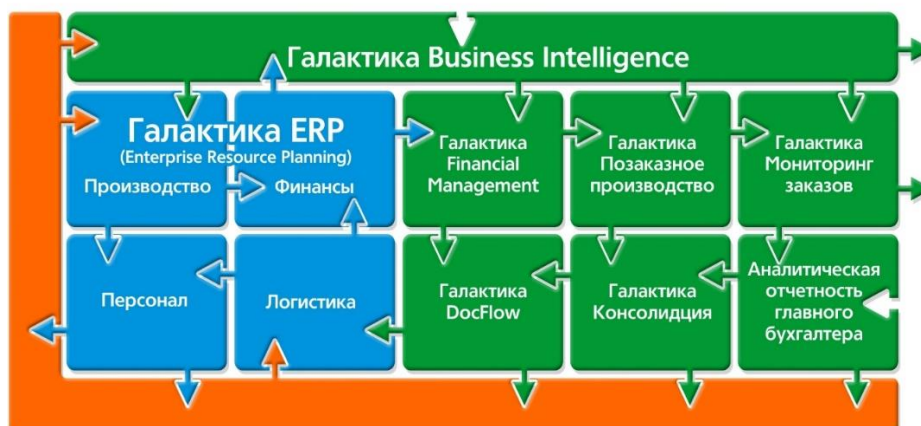 Галактика Business Intelligence
Галактика ERP
(Enterprise Resource Planning)
Производство
Финансы
Галактика
Financial
Management
Галактика
Позаказное
производство
Галактика
Мониторинг
заказов
Персонал
Логистика
Галактика
DocFlow
Галактика
Консолидция
Аналитическая
отчетность
главного
бухгалтера